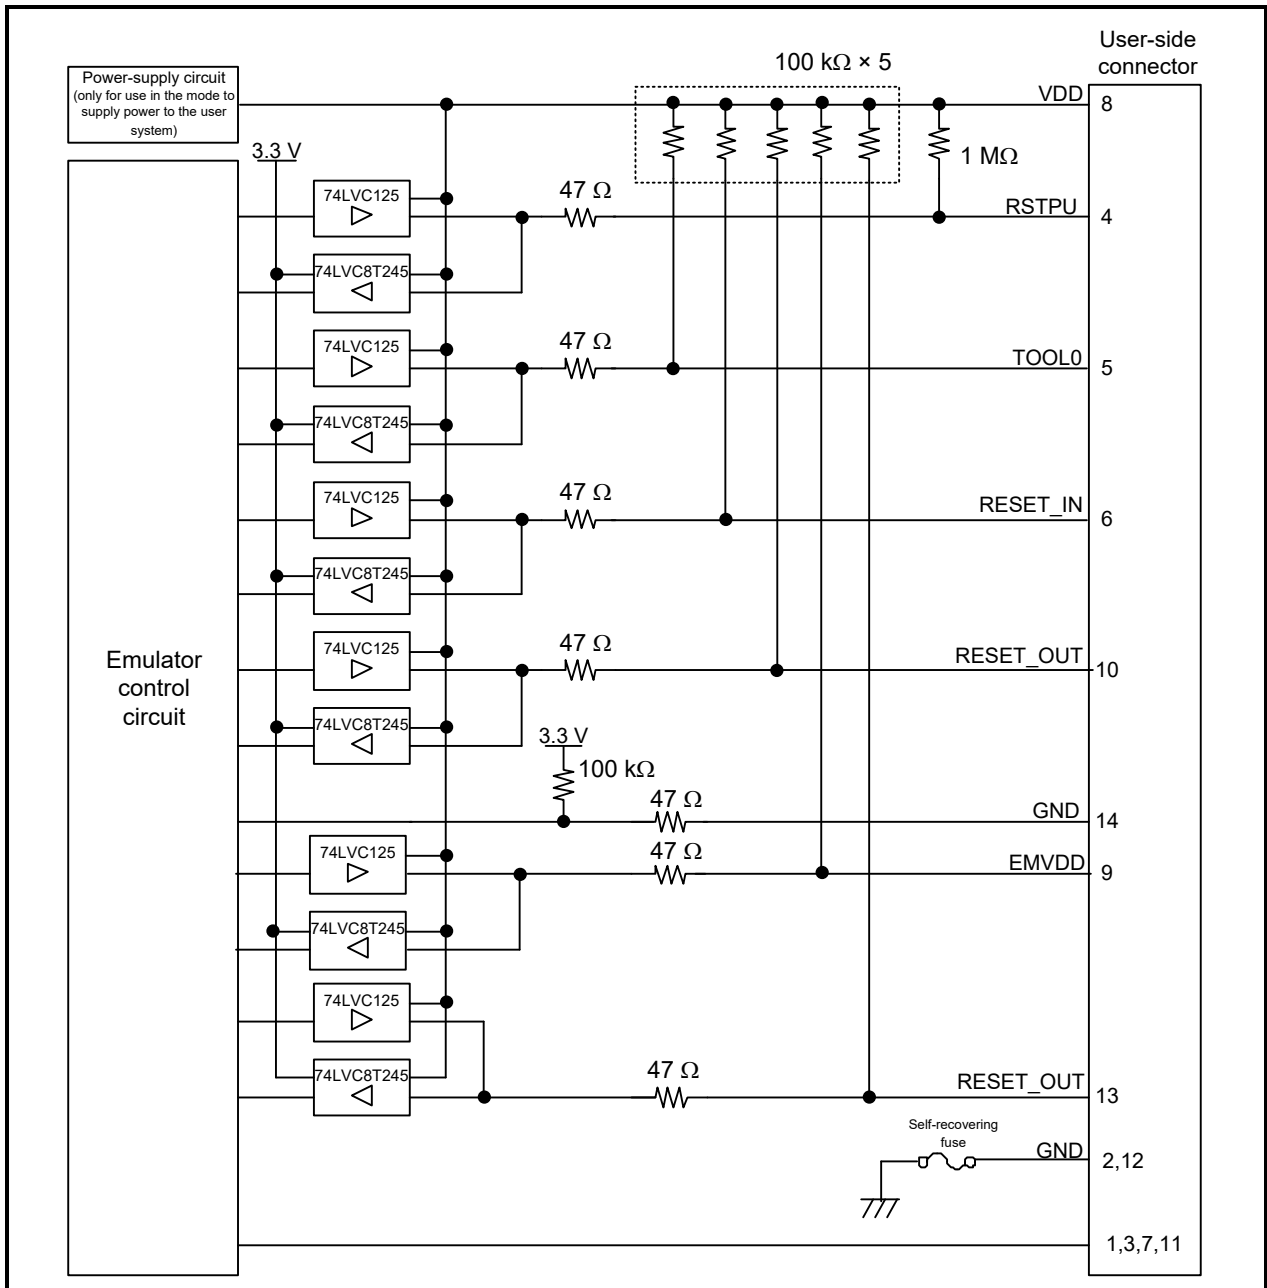 User-side
connector
100 kΩ × 5
Power-supply circuit
(only for use in the mode to
supply power to the user
system)
VDD
8
3.3 V
1 MΩ
74LVC125
47 Ω
RSTPU
4
74LVC8T245
74LVC125
47 Ω
TOOL0
5
74LVC8T245
74LVC125
47 Ω
RESET_IN
6
74LVC8T245
74LVC125
47 Ω
RESET_OUT
10
Emulator
control
circuit
74LVC8T245
3.3 V
100 kΩ
47 Ω
GND
14
74LVC125
47 Ω
EMVDD
9
74LVC8T245
74LVC125
74LVC8T245
47 Ω
RESET_OUT
13
Self-recovering
fuse
GND
2,12
1,3,7,11